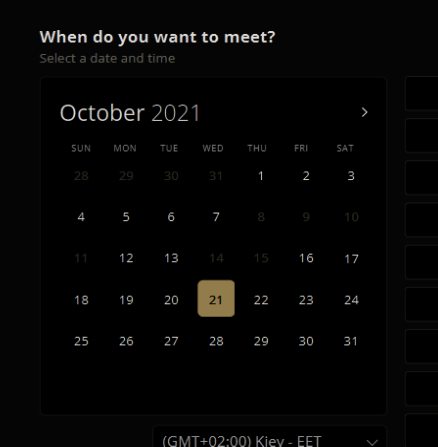 When do you want to meet?
Select a date and time
October 2021
SUN MON TUE WED THU FRI SAT
28 29 30 31 1 2 3
4 5 6 7 8 9 10
11 12 13 14 15 16 17
18 19 20 21 22 23 24
25 26 27 28 29 30 31
(GMT+02:00) Kiev - EET